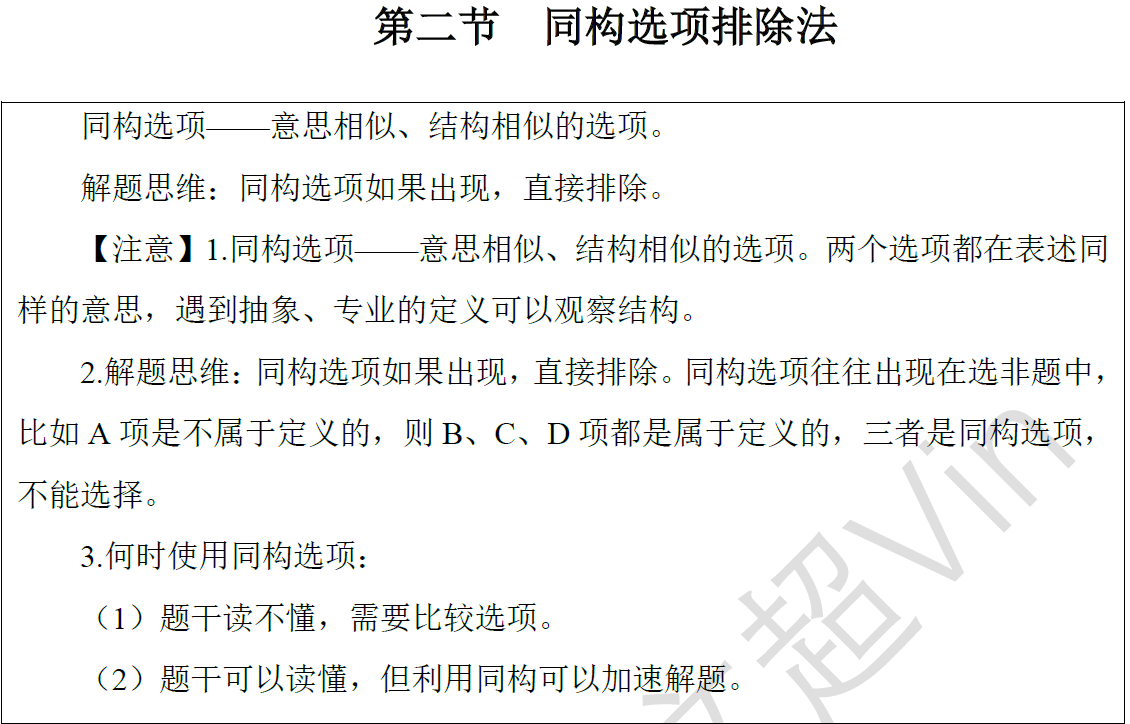 第二节 同构选项排除法
同构选项——意思相似、结构相似的选项。
解题思维：同构选项如果出现，直接排除。
【注意】1.同构选项——意思相似、结构相似的选项。两个选项都在表述同
样的意思，遇到抽象、专业的定义可以观察结构。
2.解题思维：同构选项如果出现，直接排除。同构选项往往出现在选非题中，
比如 A 项是不属于定义的，则 B、C、D 项都是属于定义的，三者是同构选项，
不能选择。
3.何时使用同构选项：
（1）题干读不懂，需要比较选项。
（2）题干可以读懂，但利用同构可以加速解题。
超Vin